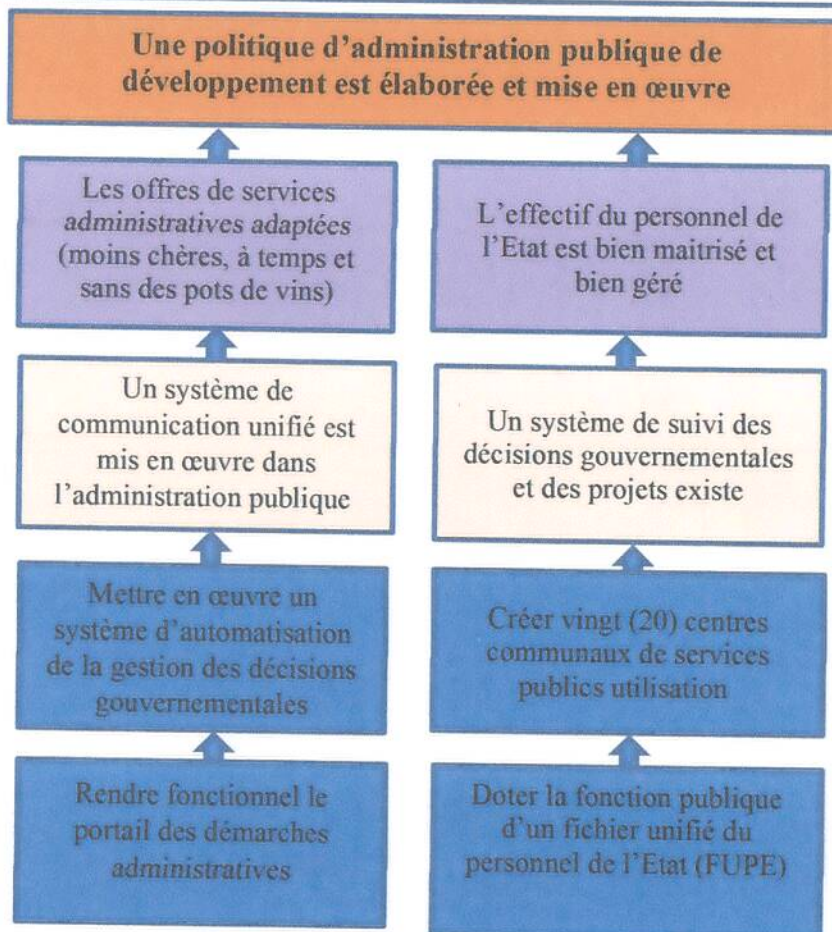 Une politique d'administration publique de
développement est élaborée et mise en œuvre
Les offres de services
administratives adaptées
(moins chères, à temps et
sans des pots de vins)
L'effectif du personnel de
l'Etat est bien maitrisé et
bien géré
Un système de
communication unifié est
mis en œuvre dans
l'administration publique
Un système de suivi des
décisions gouvernementales
et des projets existe
Mettre en œuvre un
système d'automatisation
de la gestion des décisions
gouvernementales
Créer vingt (20) centres
communaux de services
publics utilisation
Rendre fonctionnel le
portail des démarches
administratives
Doter la fonction publique
d'un fichier unifié du
personnel de l'Etat (FUPE)